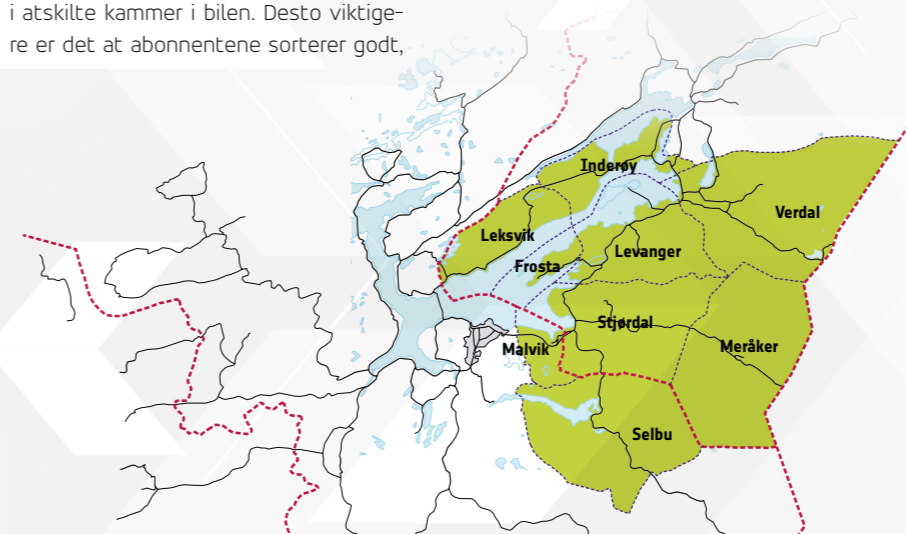 i atskilte kammer i bilen. Desto viktige-
re er det at abonnentene sorterer godt,
Inderøy
Verdal
Leksvik
Levanger
Frosta
Stjørdal
Malvik
Meråker
Selbu